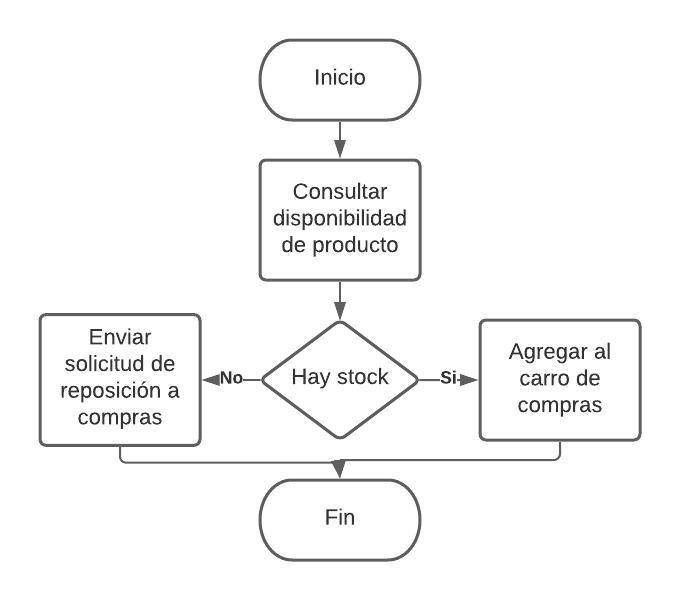 Inicio
Consultar
disponibilidad
de producto
Enviar
solicitud de
reposición a
compras
No
Hay stock
Si
Agregar al
carro de
compras
Fin